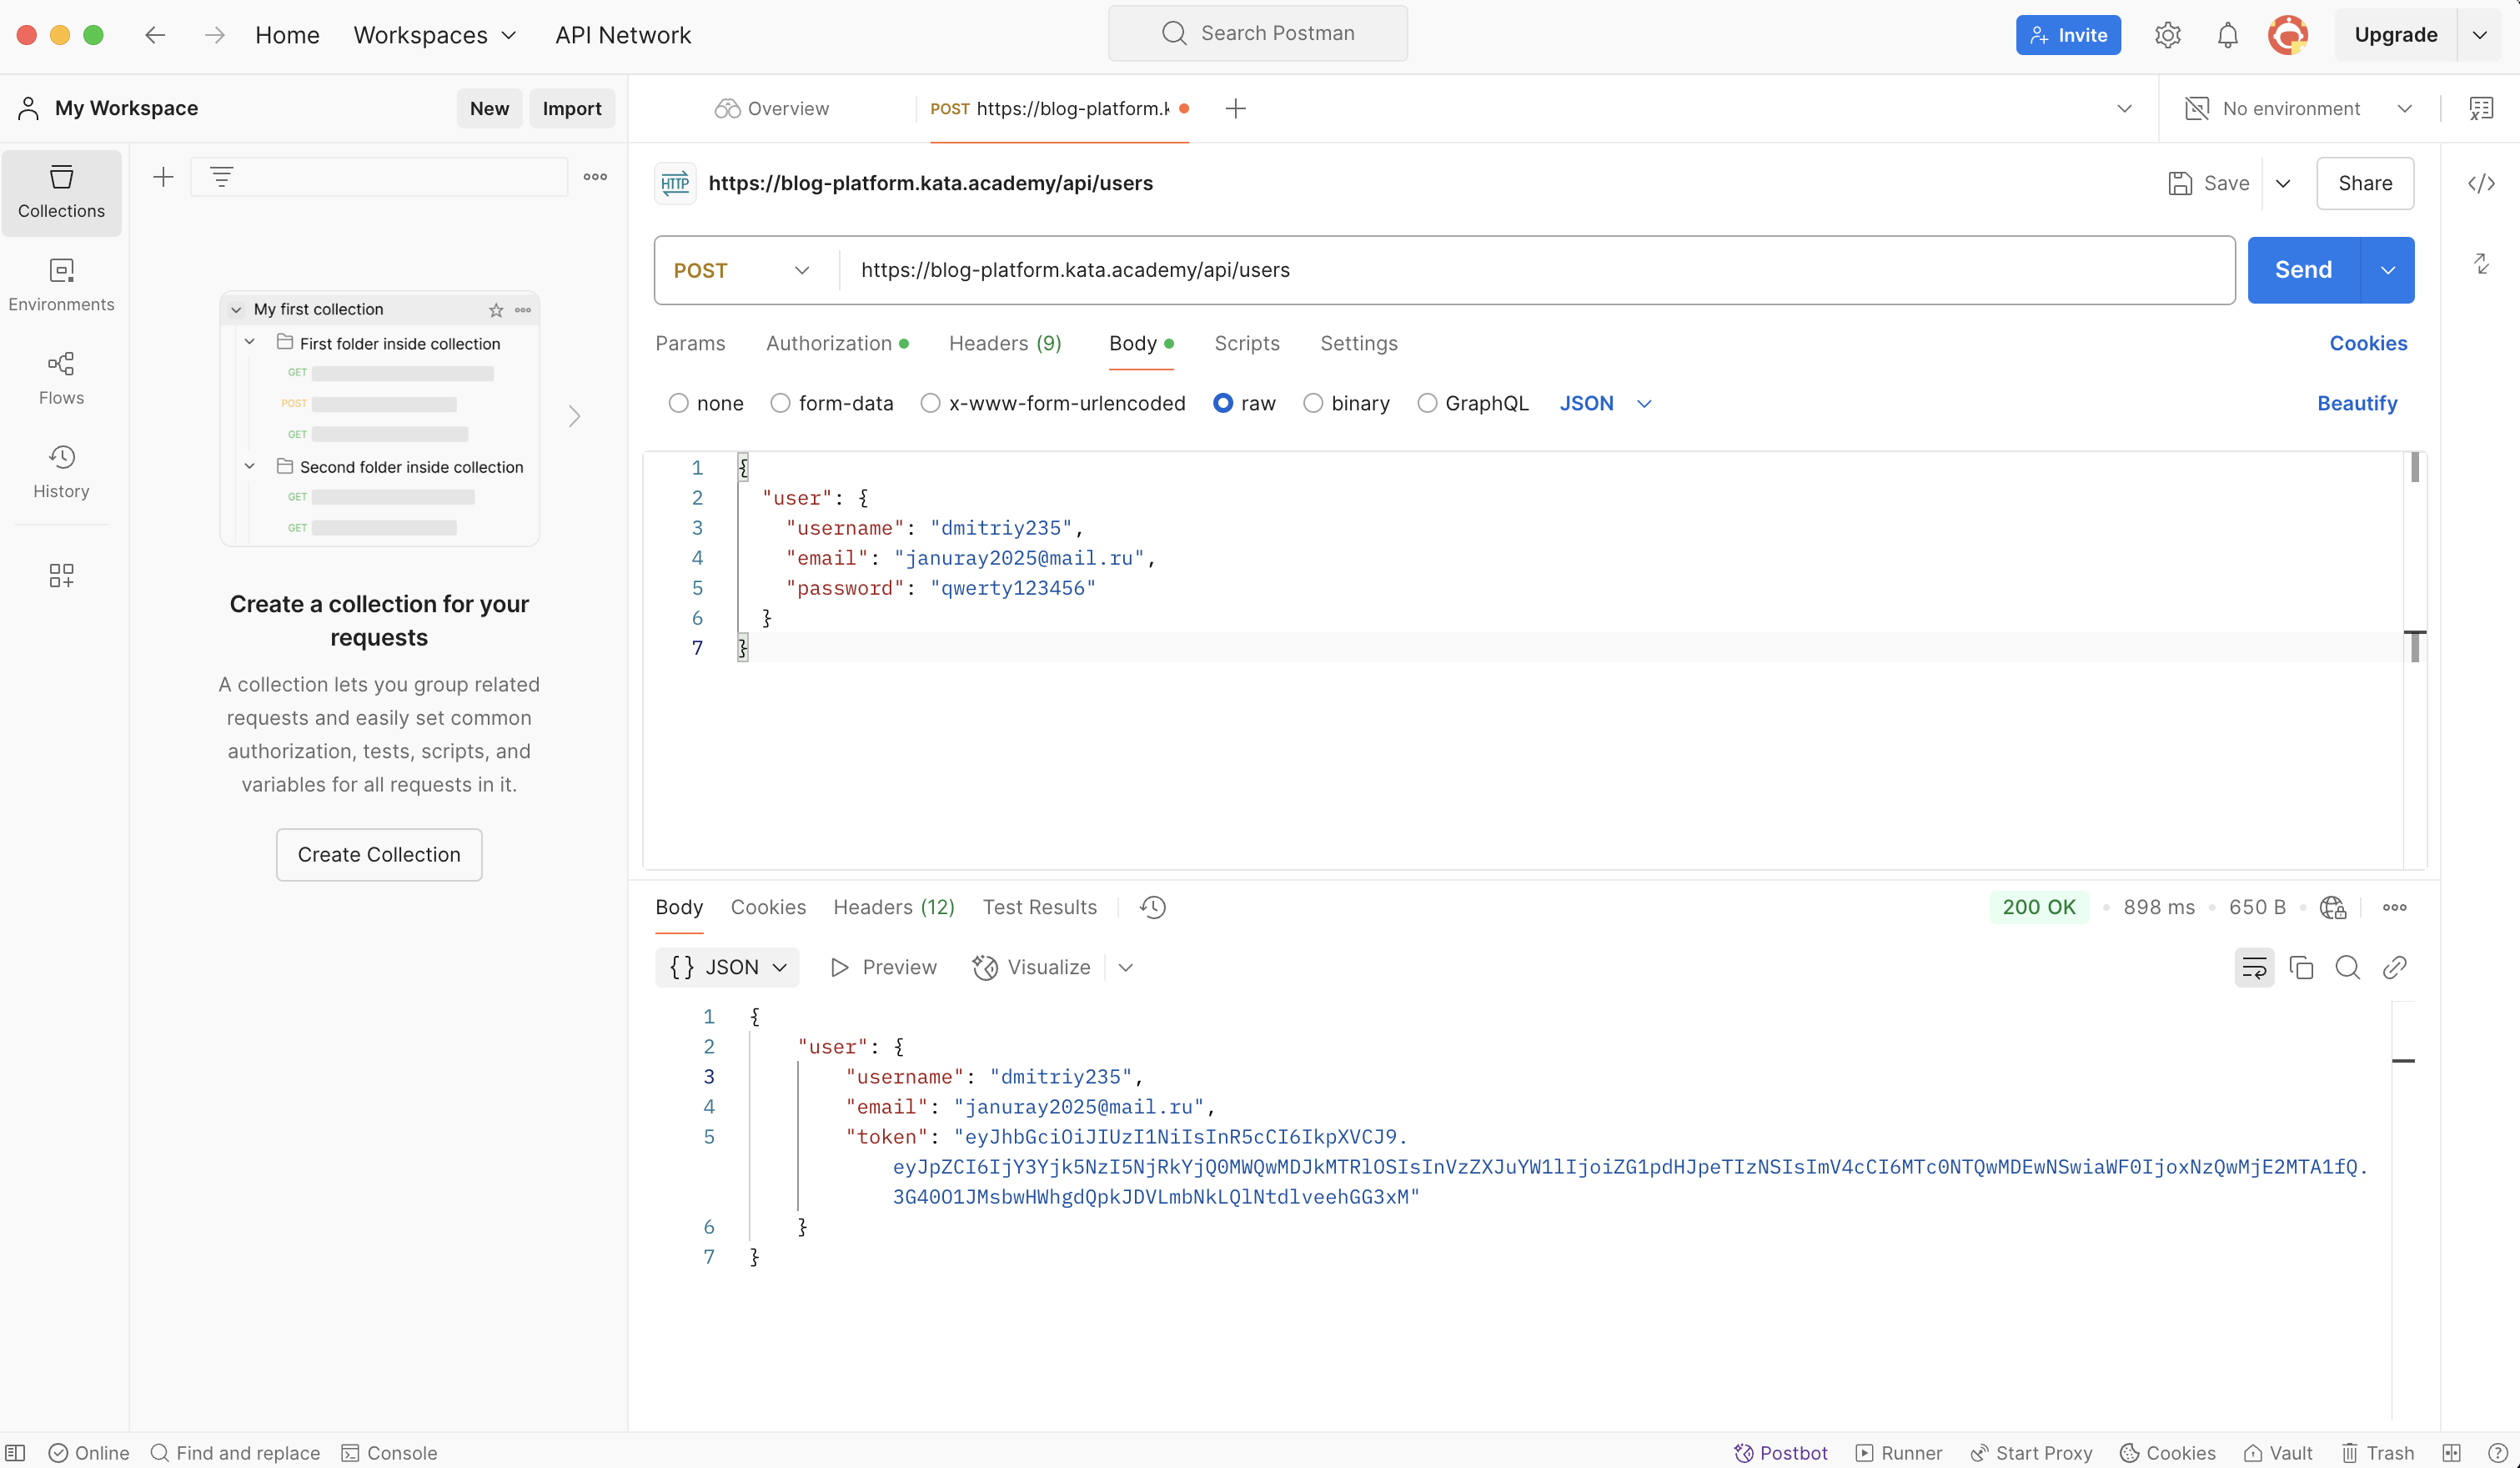 Home Workspaces API Network Search Postman Invite Upgrade
My Workspace New Import
Overview POST https://blog-platform.k No environment
Collections
Environments
Flows
History
My first collection
First folder inside collection
GET
POST
GET
Second folder inside collection
GET
GET
Create a collection for your
requests
A collection lets you group related
requests and easily set common
authorization, tests, scripts, and
variables for all requests in it.
Create Collection
HTTP https://blog-platform.kata.academy/api/users Save Share
POST https://blog-platform.kata.academy/api/users Send
Params Authorization Headers (9) Body Scripts Settings Cookies
none form-data x-www-form-urlencoded raw binary GraphQL JSON Beautify
1 {
2 "user": {
3 "username": "dmitriy235",
4 "email": "januray2025@mail.ru",
5 "password": "qwerty123456"
6 }
7 }
Body Cookies Headers (12) Test Results 200 OK 898 ms 650 B
{} JSON Preview Visualize
1 {
2 "user": {
3 "username": "dmitriy235",
4 "email": "januray2025@mail.ru",
5 "token": "eyJhbGciOiJIUzI1NiIsInR5cCI6IkpXVCJ9.
eyJpZCI6IjY3Yjk5NzI5NjRkYjQ0MWQwMDJkMTRlOSIsInVzZXJuYW1lIjoiZG1pdHJpeTIzNSIsImV4cCI6MTc0NTQwMDEwNSwiaWF0IjoxNzQwMjE2MTA1fQ.
3G40O1JMsbwHWhgdQpkJDVLmbNkLQlNtdlveehGG3xM"
6 }
7 }
Online Find and replace Console Postbot Runner Start Proxy Cookies Vault Trash